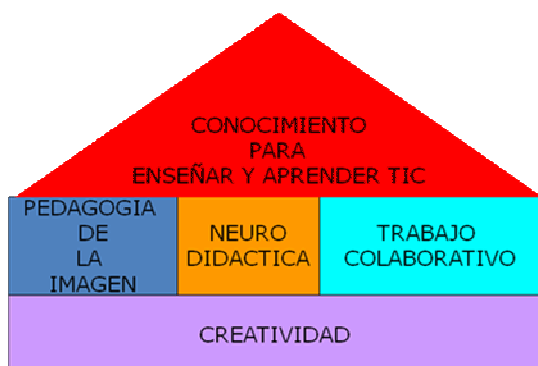 CONOCIMIENTO
PARA
ENSEÑAR Y APRENDER TIC
PEDAGOGIA
DE
LA
IMAGEN
NEURO
DIDACTICA
TRABAJO
COLABORATIVO
CREATIVIDAD